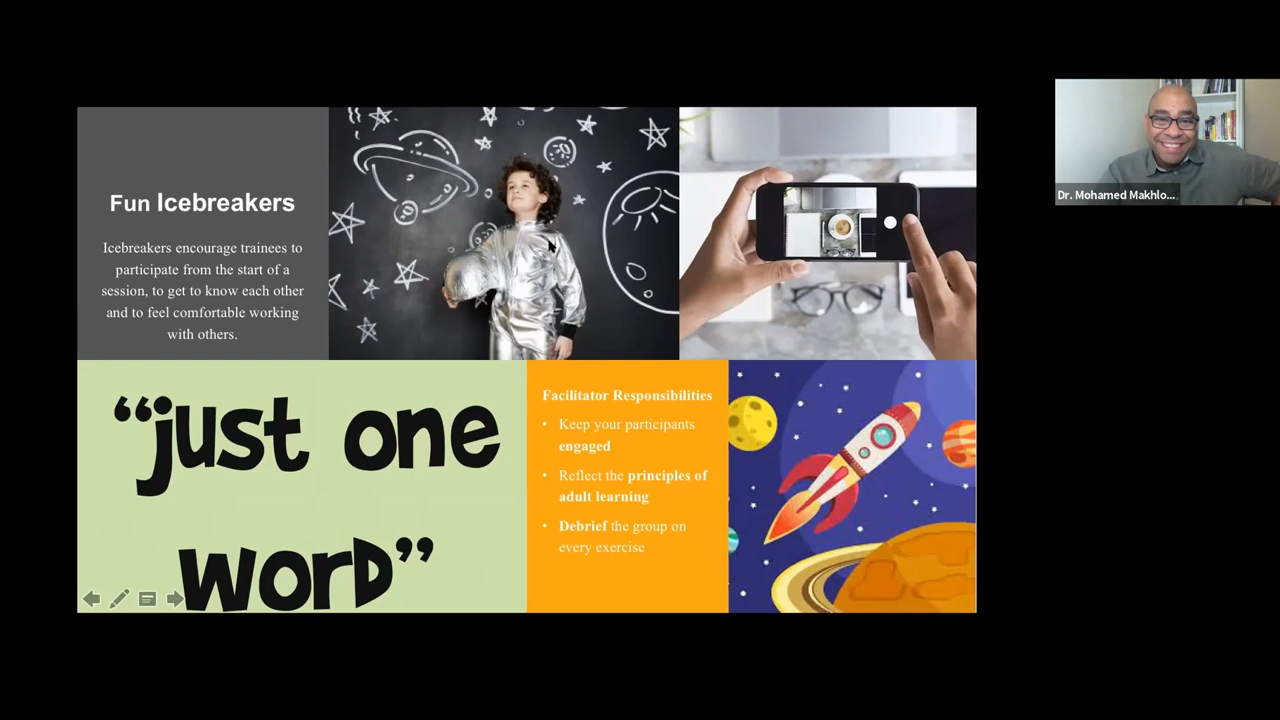 Fun Icebreakers
Icebreakers encourage trainees to
participate from the start of a
session, to get to know each other
and to feel comfortable working
with others.
“just one
word”
Facilitator Responsibilities
• Keep your participants
engaged
• Reflect the principles of
adult learning
• Debrief the group on
every exercise
Dr. Mohamed Makhlo...